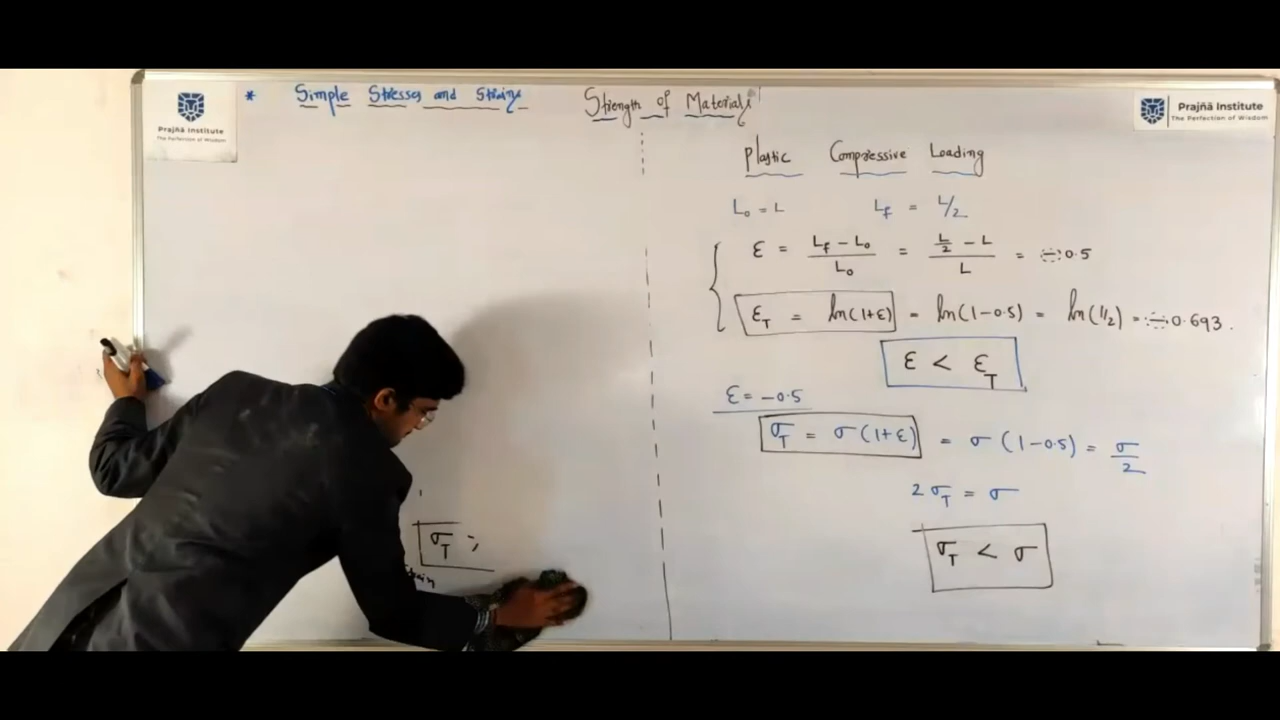 * Simple Stresses and Strains
Strength of Materials
Prajñā Institute
The Perfection of Wisdom
Prajñā Institute
The Perfection of Wisdom
Plastic Compressive Loading
L₀ = L L_f = L/2
ε = (L_f − L₀)/L₀ = (L/2 − L)/L = −0.5
ε_T = ln(1+ε) = ln(1−0.5) = ln(1/2) = −0.693.
ε < ε_T
ε = −0.5
σ_T = σ(1+ε) = σ(1−0.5) = σ/2
2σ_T = σ
σ_T < σ
σ_T